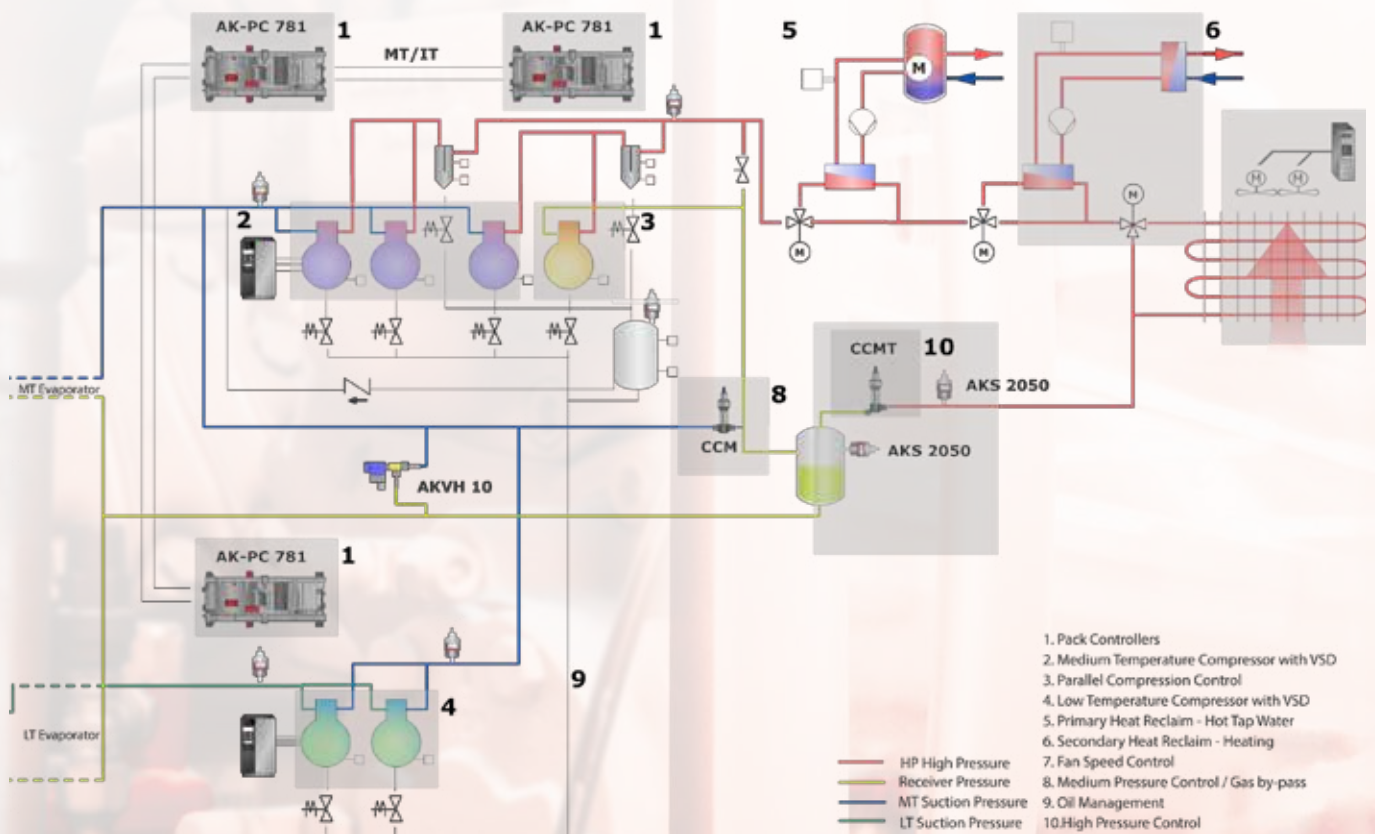 AK-PC 781 1
MT/IT
AK-PC 781 1
5
M
6
M M
2
3
M
M
M
CCMT 10
AKS 2050
MT Evaporator
8
CCM
AKS 2050
AKVH 10
AK-PC 781 1
9
4
LT Evaporator
HP High Pressure
Receiver Pressure
MT Suction Pressure
LT Suction Pressure
1. Pack Controllers
2. Medium Temperature Compressor with VSD
3. Parallel Compression Control
4. Low Temperature Compressor with VSD
5. Primary Heat Reclaim - Hot Tap Water
6. Secondary Heat Reclaim - Heating
7. Fan Speed Control
8. Medium Pressure Control / Gas by-pass
9. Oil Management
10.High Pressure Control